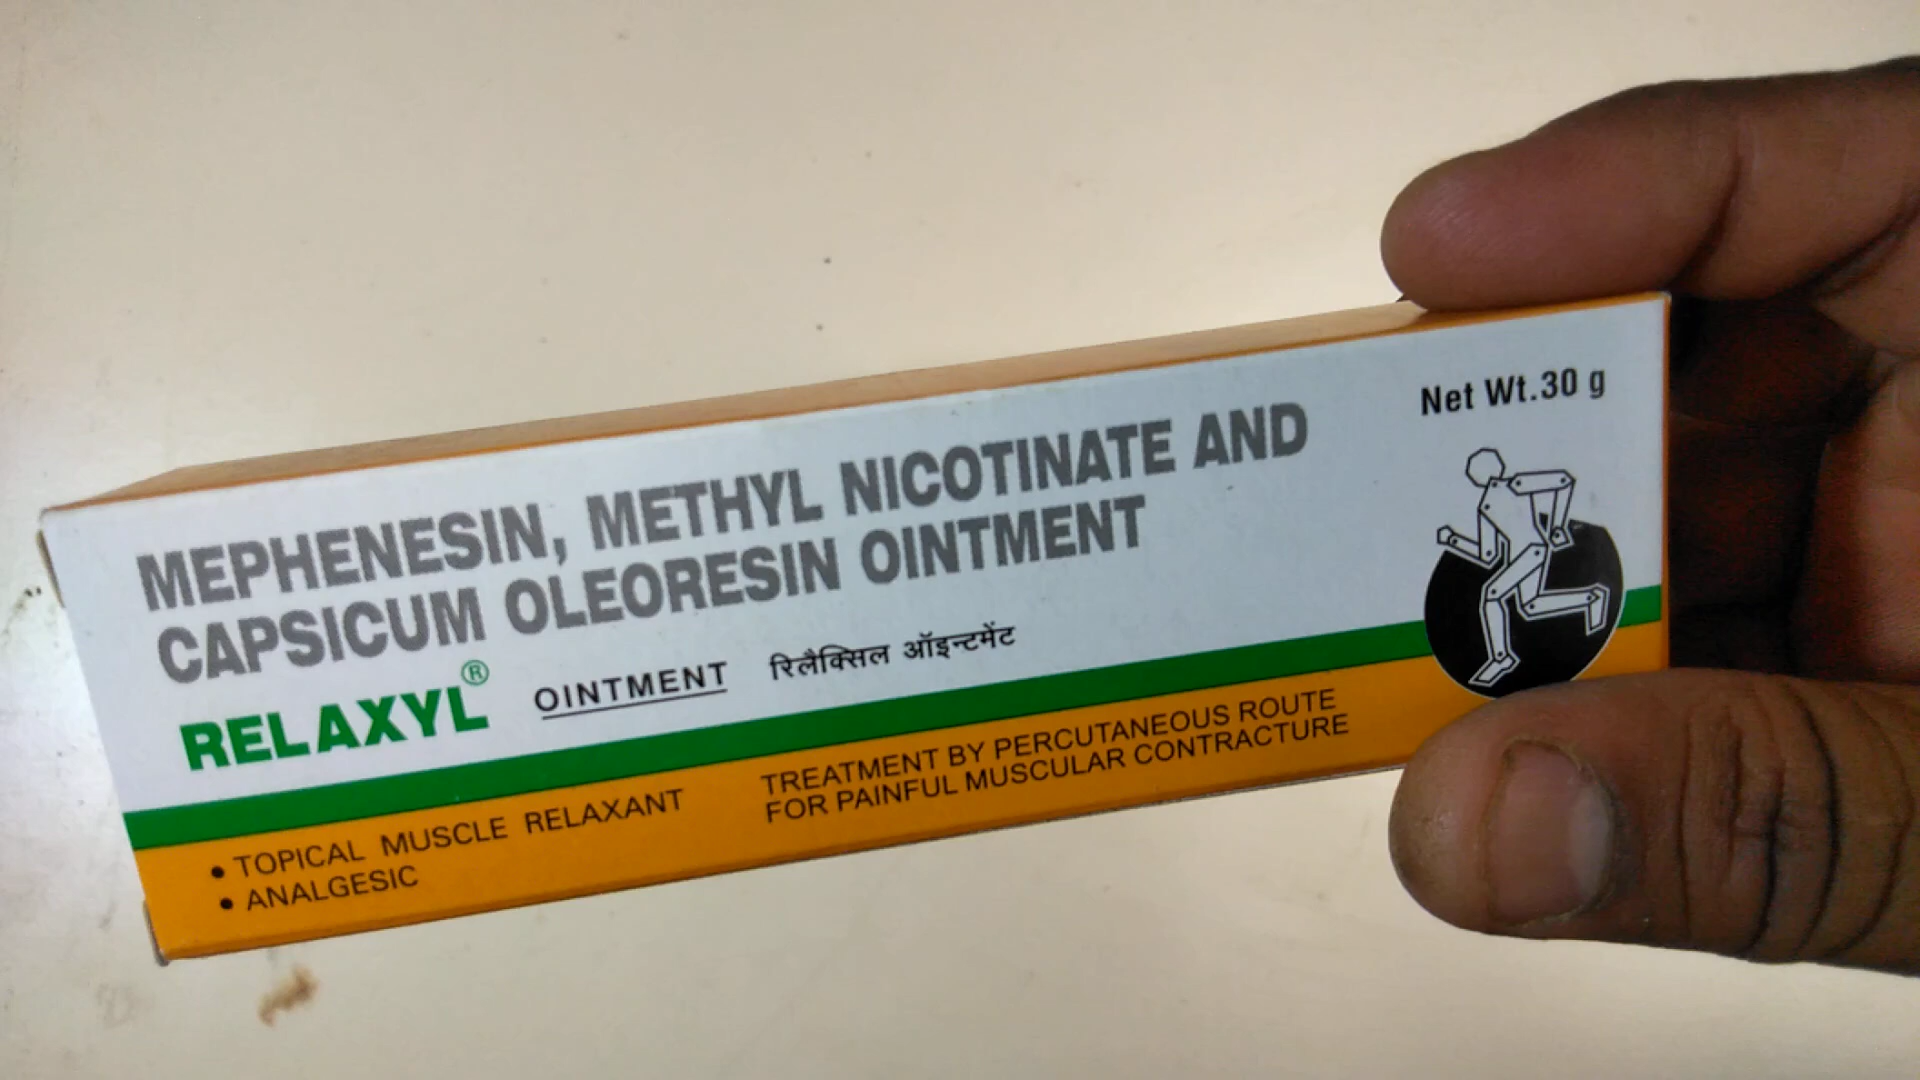 Net Wt.30 g
MEPHENESIN, METHYL NICOTINATE AND
CAPSICUM OLEORESIN OINTMENT
RELAXYL® OINTMENT रिलैक्सिल ऑइन्टमेंट
• TOPICAL MUSCLE RELAXANT
• ANALGESIC
TREATMENT BY PERCUTANEOUS ROUTE
FOR PAINFUL MUSCULAR CONTRACTURE